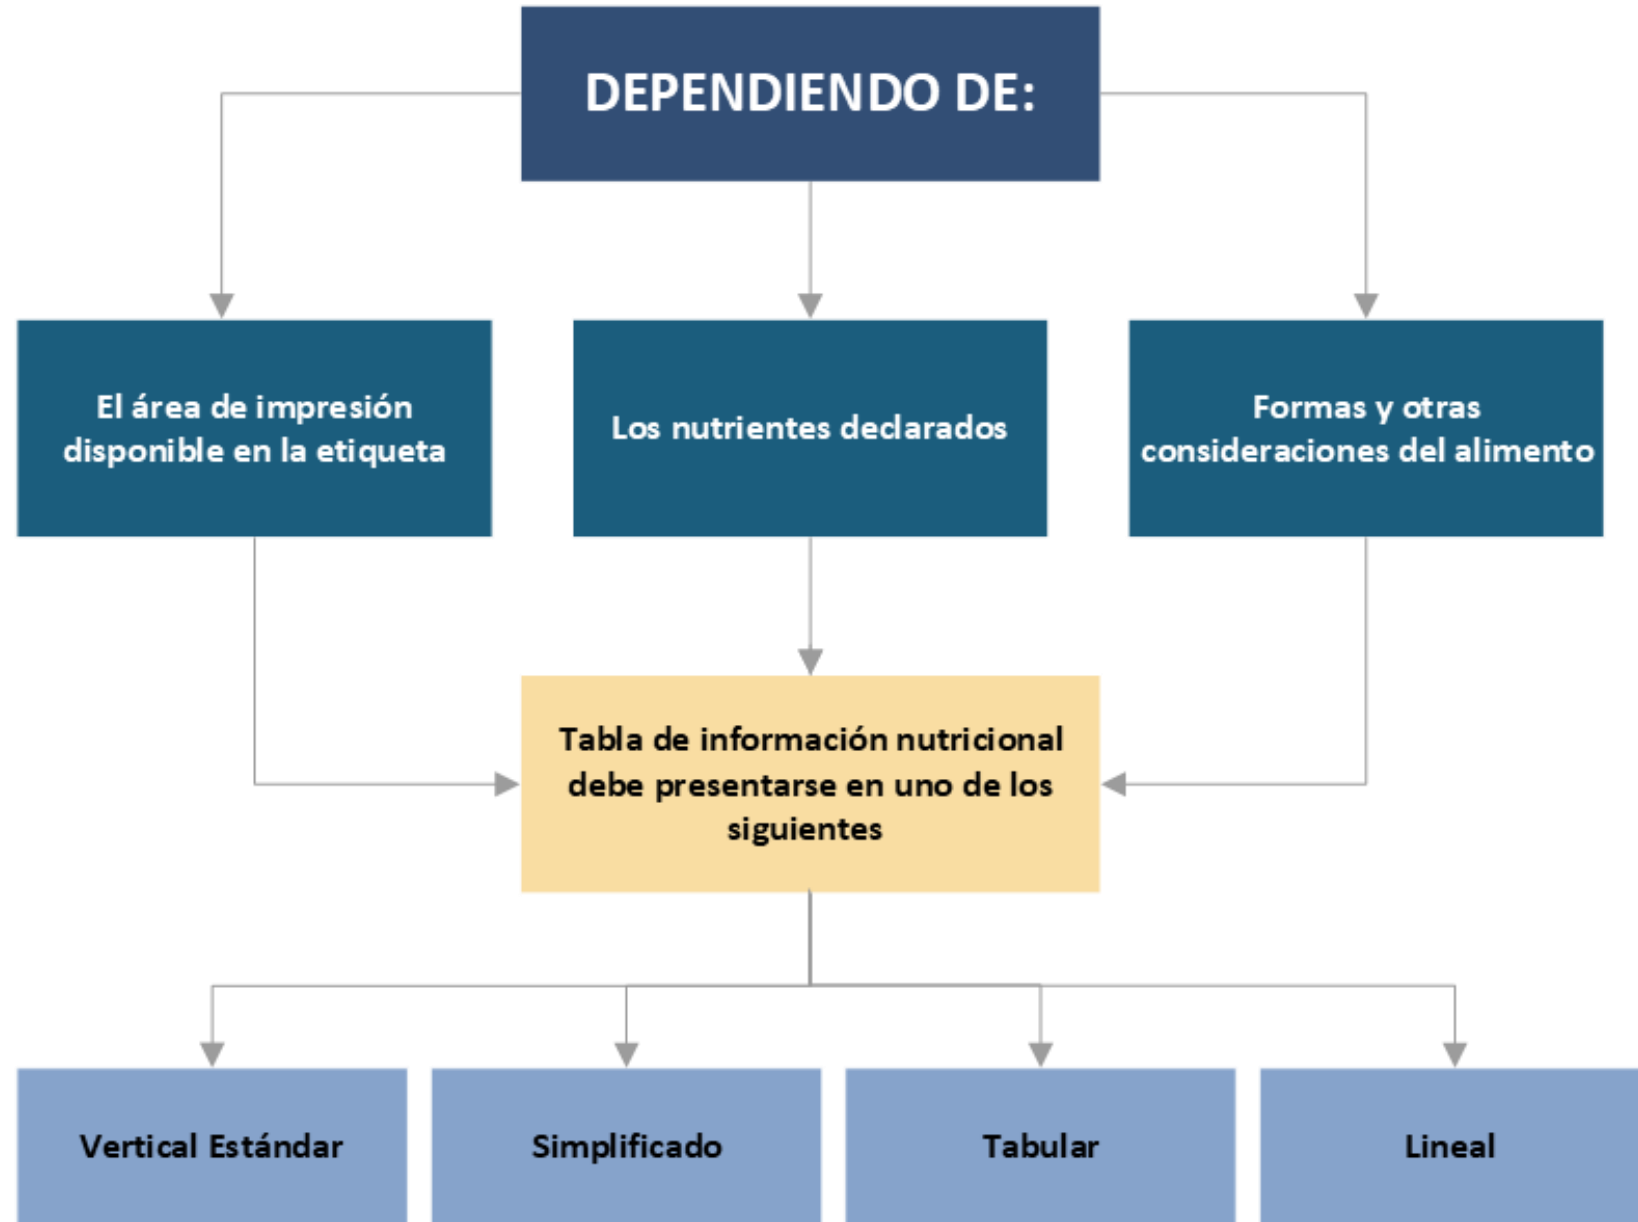 DEPENDIENDO DE:
El área de impresión
disponible en la etiqueta
Los nutrientes declarados
Formas y otras
consideraciones del alimento
Tabla de información nutricional
debe presentarse en uno de los
siguientes
Vertical Estándar
Simplificado
Tabular
Lineal